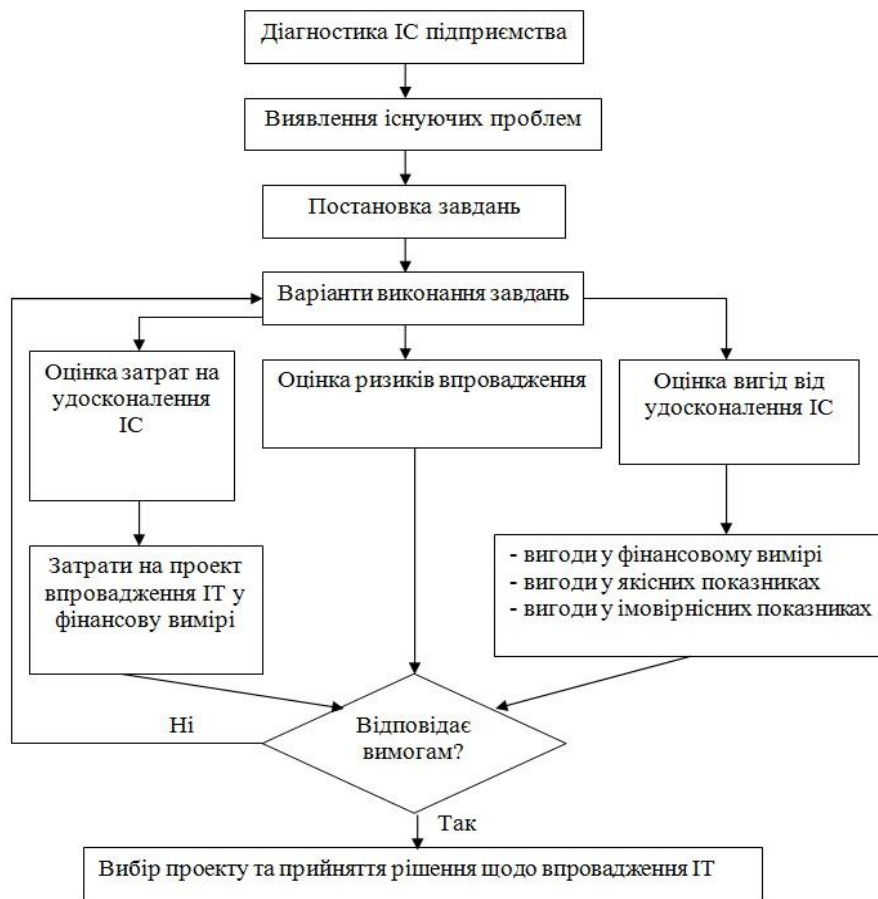 Діагностика ІС підприємства
Виявлення існуючих проблем
Постановка завдань
Варіанти виконання завдань
Оцінка затрат на
удосконалення
ІС
Оцінка ризиків впровадження
Оцінка вигід від
удосконалення ІС
Затрати на проект
впровадження ІТ у
фінансову вимірі
- вигоди у фінансовому вимірі
- вигоди у якісних показниках
- вигоди у імовірнісних показниках
Ні
Відповідає
вимогам?
Так
Вибір проекту та прийняття рішення щодо впровадження ІТ